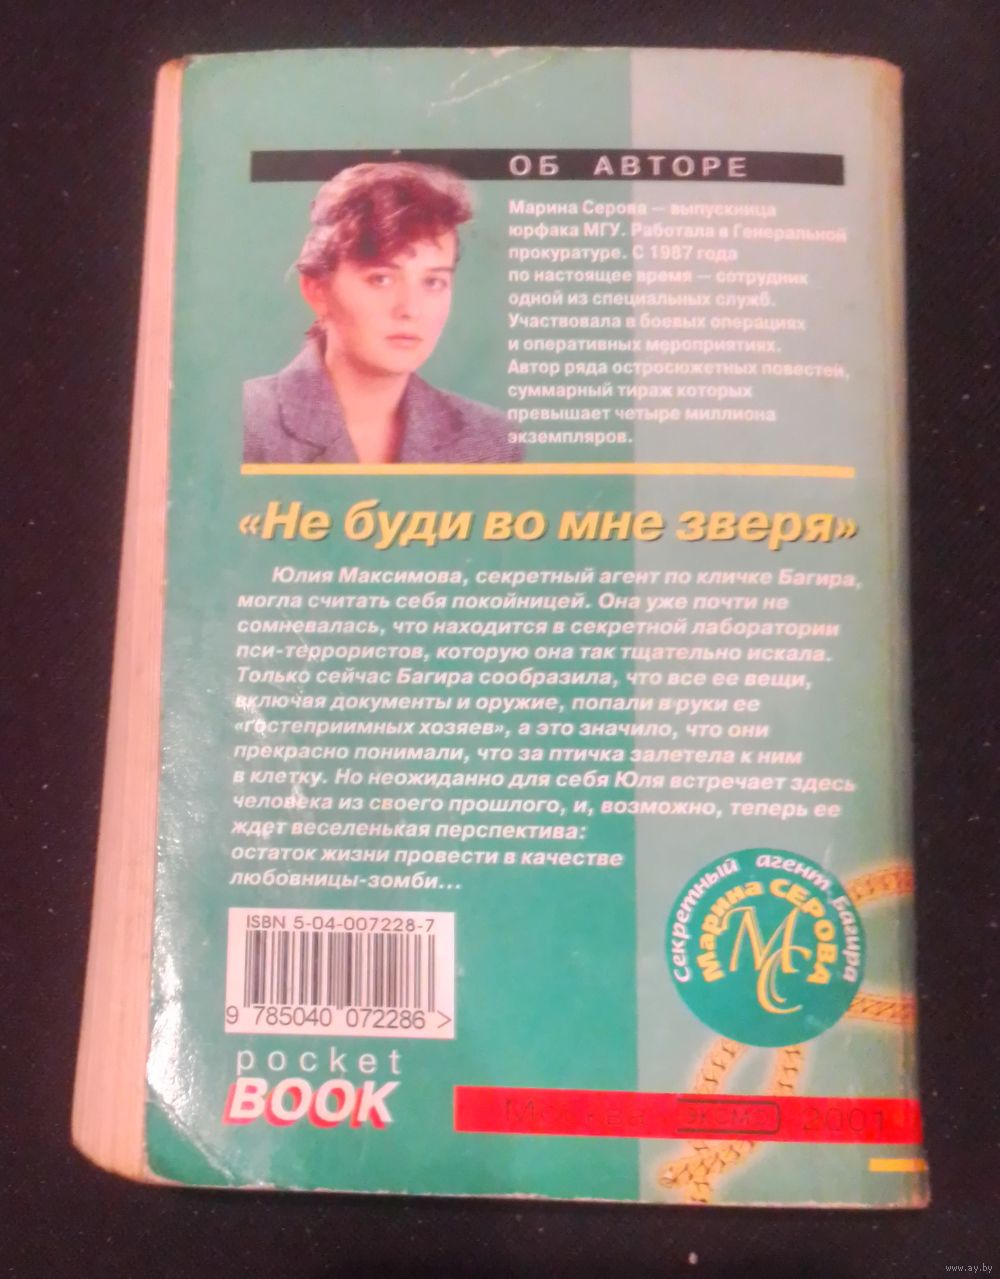 ОБ АВТОРЕ
Марина Серова — выпускница
юрфака МГУ. Работала в Генеральной
прокуратуре. С 1987 года
по настоящее время — сотрудник
одной из специальных служб.
Участвовала в боевых операциях
и оперативных мероприятиях.
Автор ряда остросюжетных повестей,
суммарный тираж которых
превышает четыре миллиона
экземпляров.
«Не буди во мне зверя»
Юлия Максимова, секретный агент по кличке Багира,
могла считать себя покойницей. Она уже почти не
сомневалась, что находится в секретной лаборатории
пси-террористов, которую она так тщательно искала.
Только сейчас Багира сообразила, что все ее вещи,
включая документы и оружие, попали в руки ее
«гостеприимных хозяев», а это значило, что они
прекрасно понимали, что за птичка залетела к ним
в клетку. Но неожиданно для себя Юля встречает здесь
человека из своего прошлого, и, возможно, теперь ее
ждет веселенькая перспектива:
остаток жизни провести в качестве
любовницы-зомби...
Секретный агент Багира
Марина СЕРОВА
МС
ISBN 5-04-007228-7
9 785040 072286 >
pocket
BOOK
Москва ЭКСМО 2001
www.ay.by